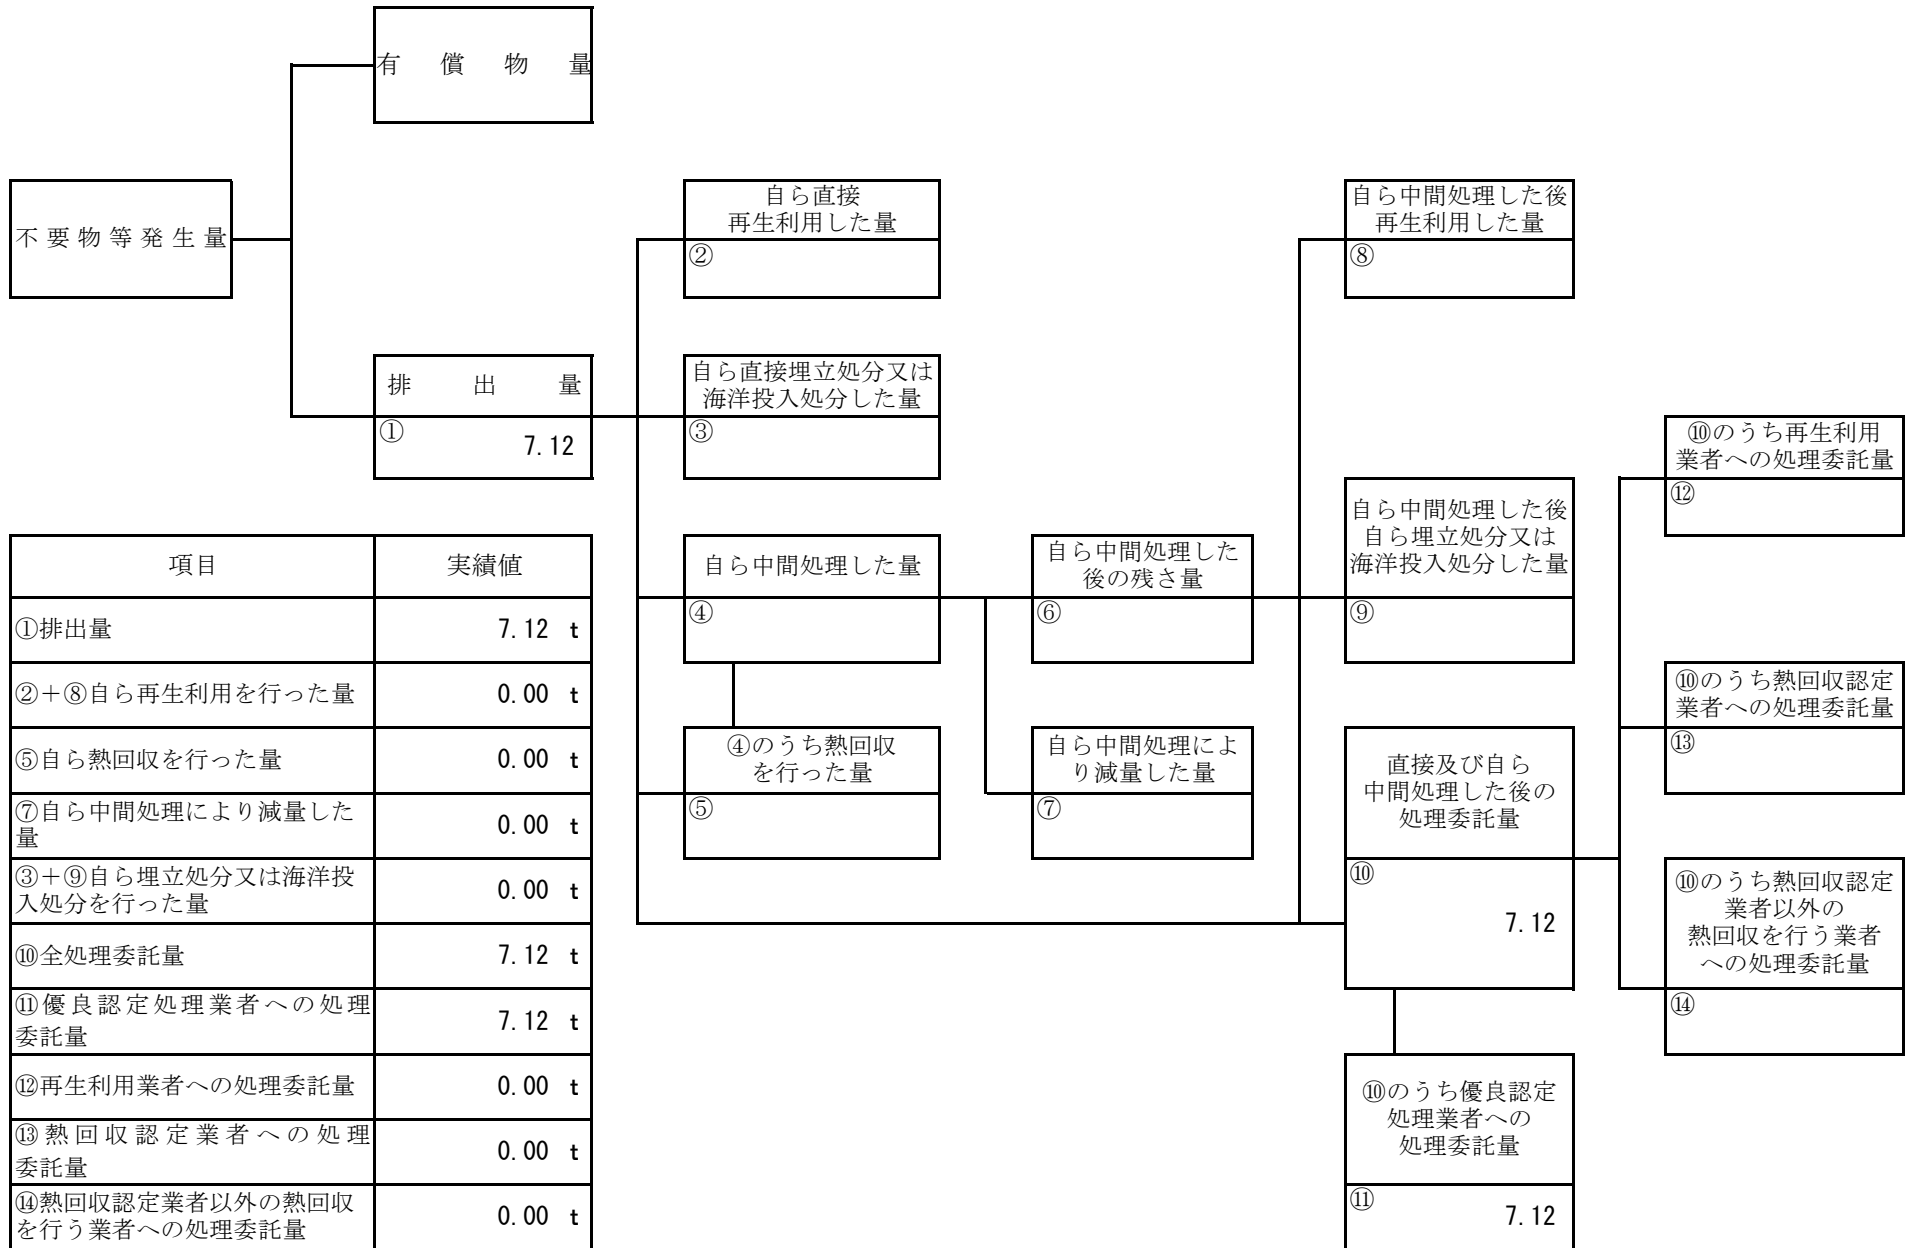 有償物量
不要物等発生量
自ら直接
再生利用した量
②
自ら中間処理した後
再生利用した量
⑧
排出量
①
7.12
自ら直接埋立処分又は
海洋投入処分した量
③
⑩のうち再生利用
業者への処理委託量
⑫
自ら中間処理した後
自ら埋立処分又は
海洋投入処分した量
⑨
自ら中間処理した量
④
自ら中間処理した
後の残さ量
⑥
⑩のうち熱回収認定
業者への処理委託量
⑬
④のうち熱回収
を行った量
⑤
自ら中間処理によ
り減量した量
⑦
直接及び自ら
中間処理した後の
処理委託量
⑩
7.12
⑩のうち熱回収認定
業者以外の
熱回収を行う業者
への処理委託量
⑭
⑩のうち優良認定
処理業者への
処理委託量
⑪
7.12
項目 実績値
①排出量 7.12 t
②+⑧自ら再生利用を行った量 0.00 t
⑤自ら熱回収を行った量 0.00 t
⑦自ら中間処理により減量した
量 0.00 t
③+⑨自ら埋立処分又は海洋投
入処分を行った量 0.00 t
⑩全処理委託量 7.12 t
⑪優良認定処理業者への処理
委託量 7.12 t
⑫再生利用業者への処理委託量 0.00 t
⑬熱回収認定業者への処理
委託量 0.00 t
⑭熱回収認定業者以外の熱回収
を行う業者への処理委託量 0.00 t